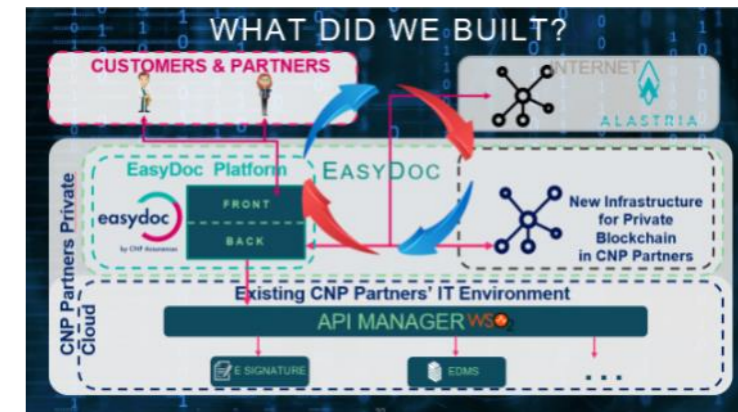 WHAT DID WE BUILT?
CUSTOMERS & PARTNERS
INTERNET
ALASTRIA
EasyDoc Platform
EASYDOC
easydoc
by CNP Assurances
FRONT
BACK
New Infrastructure
for Private
Blockchain
in CNP Partners
CNP Partners Private
Cloud
Existing CNP Partners' IT Environment
API MANAGER WSO2
E SIGNATURE
EDMS
...